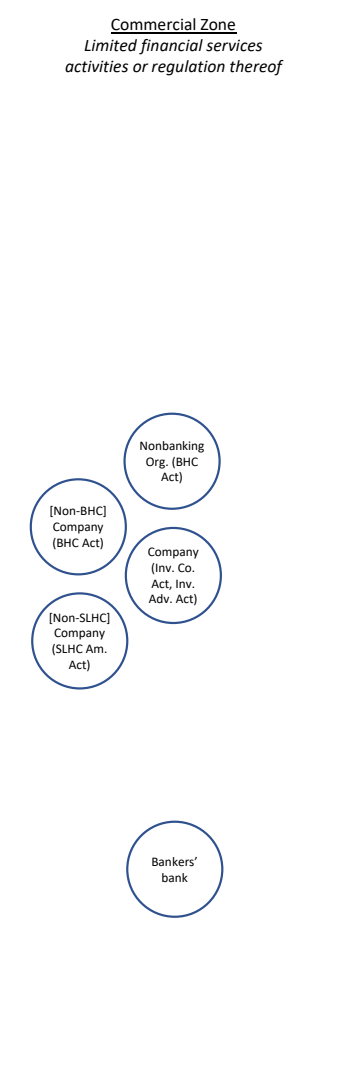 Commercial Zone
Limited financial services
activities or regulation thereof
Nonbanking
Org. (BHC
Act)
[Non-BHC]
Company
(BHC Act)
Company
(Inv. Co.
Act, Inv.
Adv. Act)
[Non-SLHC]
Company
(SLHC Am.
Act)
Bankers’
bank